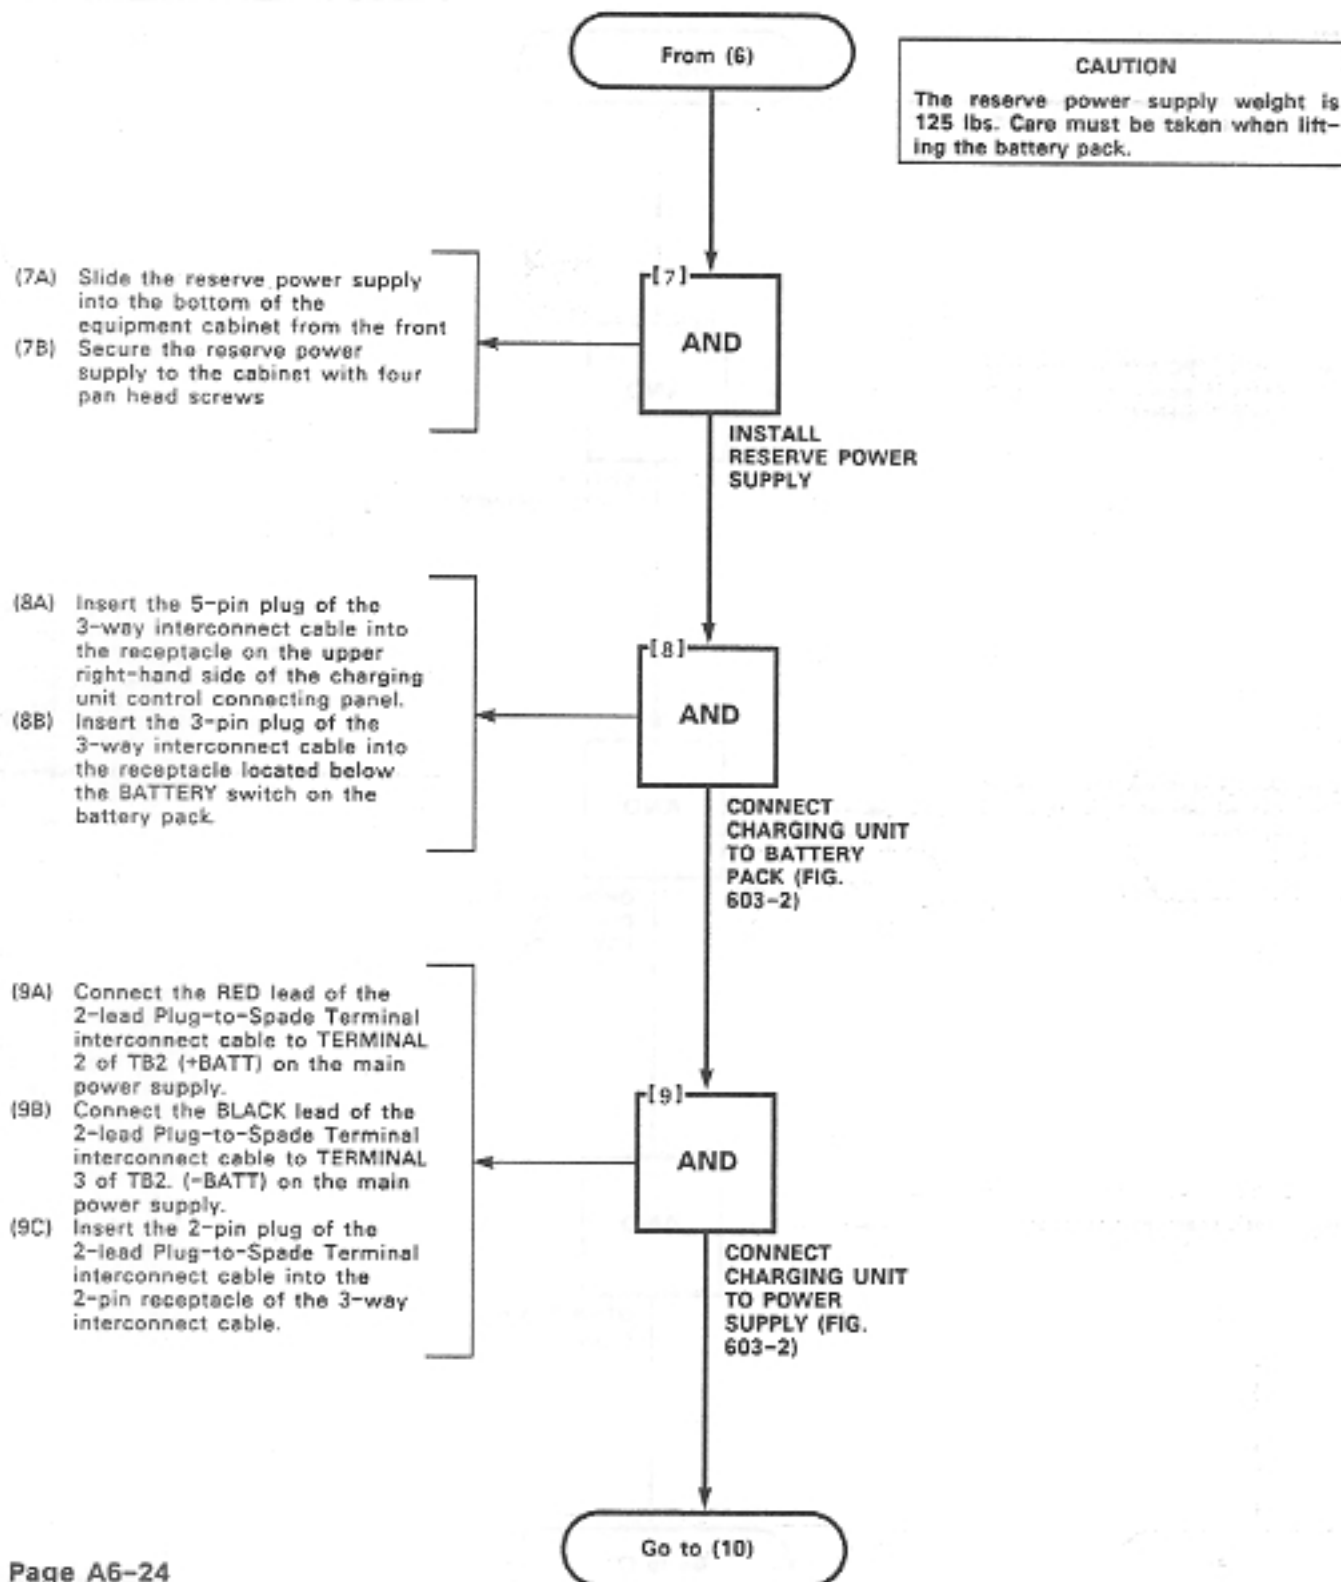 From (6)
CAUTION
The reserve power supply weight is
125 lbs. Care must be taken when lift-
ing the battery pack.
(7A) Slide the reserve power supply
into the bottom of the
equipment cabinet from the front
(7B) Secure the reserve power
supply to the cabinet with four
pan head screws
[7]
AND
INSTALL
RESERVE POWER
SUPPLY
(8A) Insert the 5-pin plug of the
3-way interconnect cable into
the receptacle on the upper
right-hand side of the charging
unit control connecting panel.
(8B) Insert the 3-pin plug of the
3-way interconnect cable into
the receptacle located below
the BATTERY switch on the
battery pack.
[8]
AND
CONNECT
CHARGING UNIT
TO BATTERY
PACK (FIG.
603-2)
(9A) Connect the RED lead of the
2-lead Plug-to-Spade Terminal
interconnect cable to TERMINAL
2 of TB2 (+BATT) on the main
power supply.
(9B) Connect the BLACK lead of the
2-lead Plug-to-Spade Terminal
interconnect cable to TERMINAL
3 of TB2. (-BATT) on the main
power supply.
(9C) Insert the 2-pin plug of the
2-lead Plug-to-Spade Terminal
interconnect cable into the
2-pin receptacle of the 3-way
interconnect cable.
[9]
AND
CONNECT
CHARGING UNIT
TO POWER
SUPPLY (FIG.
603-2)
Go to (10)
Page A6-24